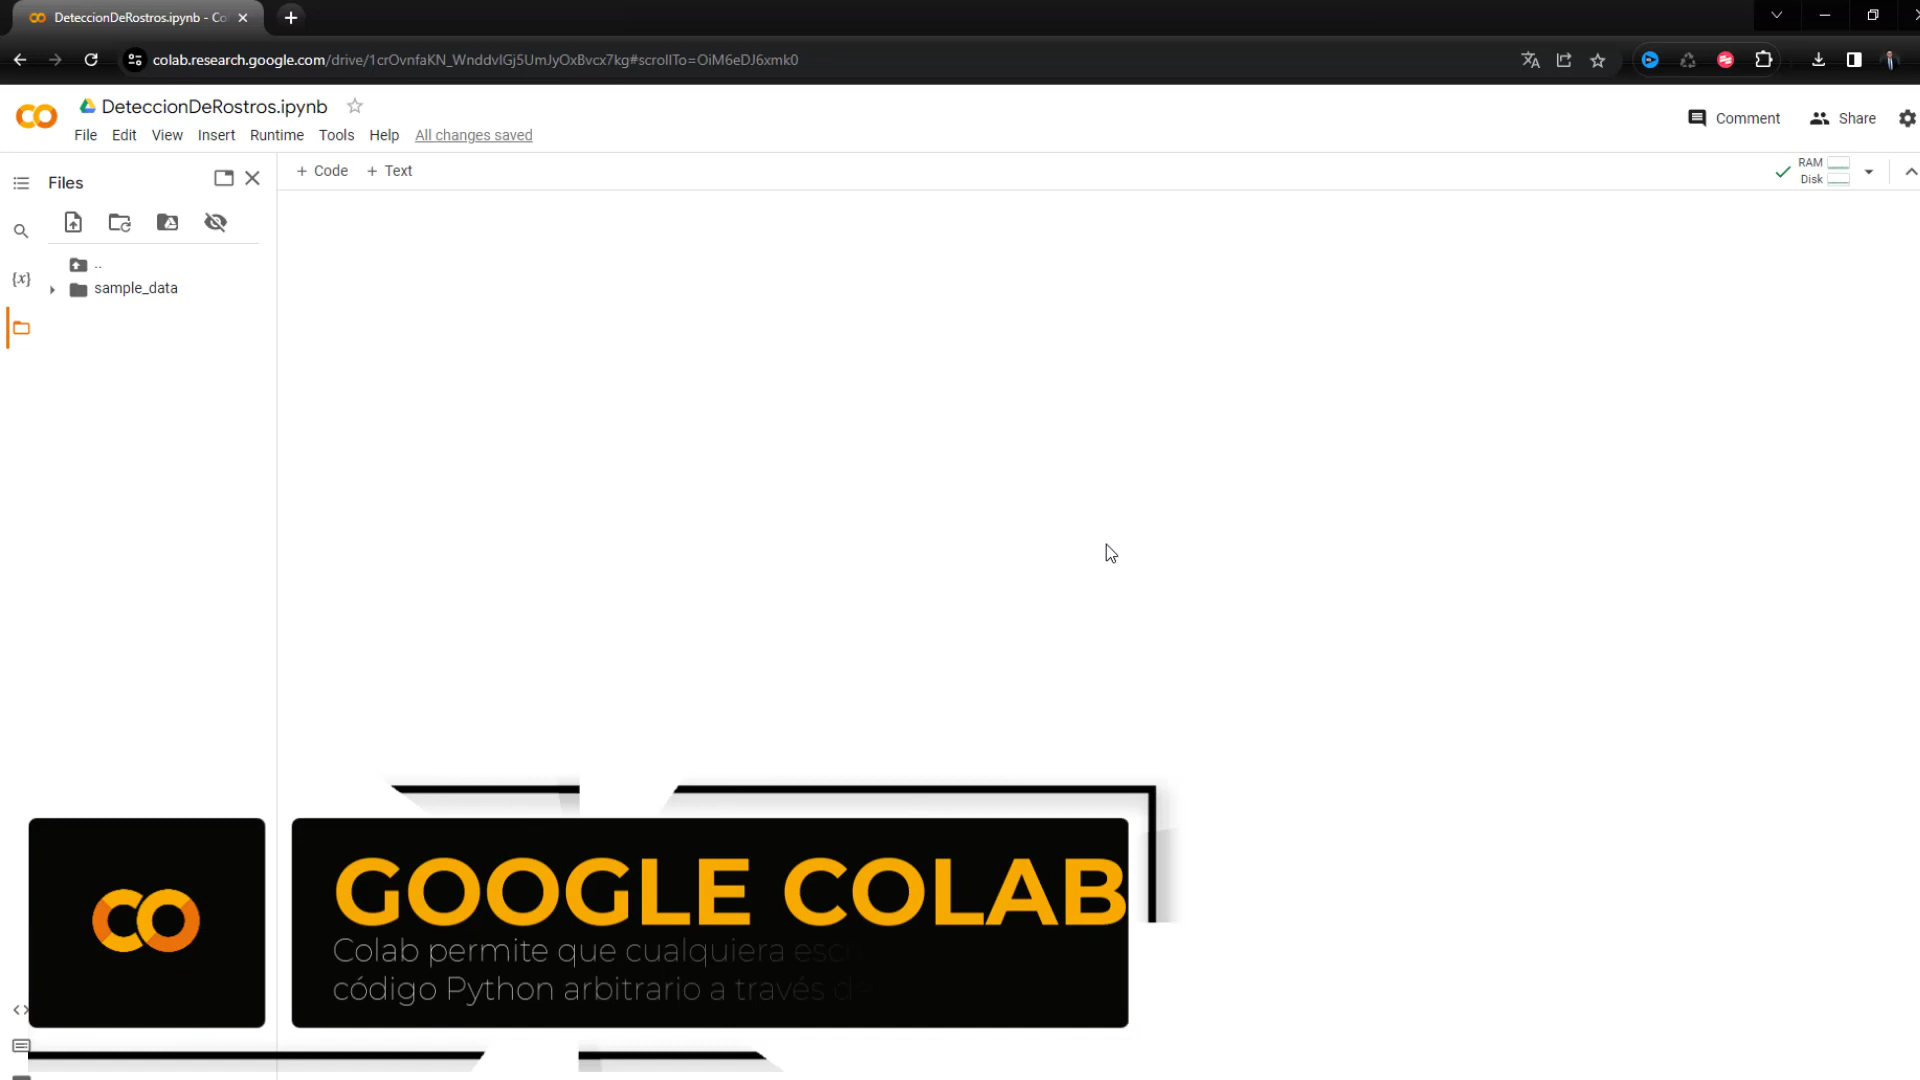 DeteccionDeRostros.ipynb - Co
colab.research.google.com/drive/1crOvnfaKN_WnddvIGj5UmJyOxBvcx7kg#scrollTo=OiM6eDJ6xmk0
DeteccionDeRostros.ipynb
File Edit View Insert Runtime Tools Help All changes saved
Comment Share
Files
+ Code + Text
RAM
Disk
{x}
..
sample_data
GOOGLE COLAB
Colab permite que cualquiera
código Python arbitrario a través